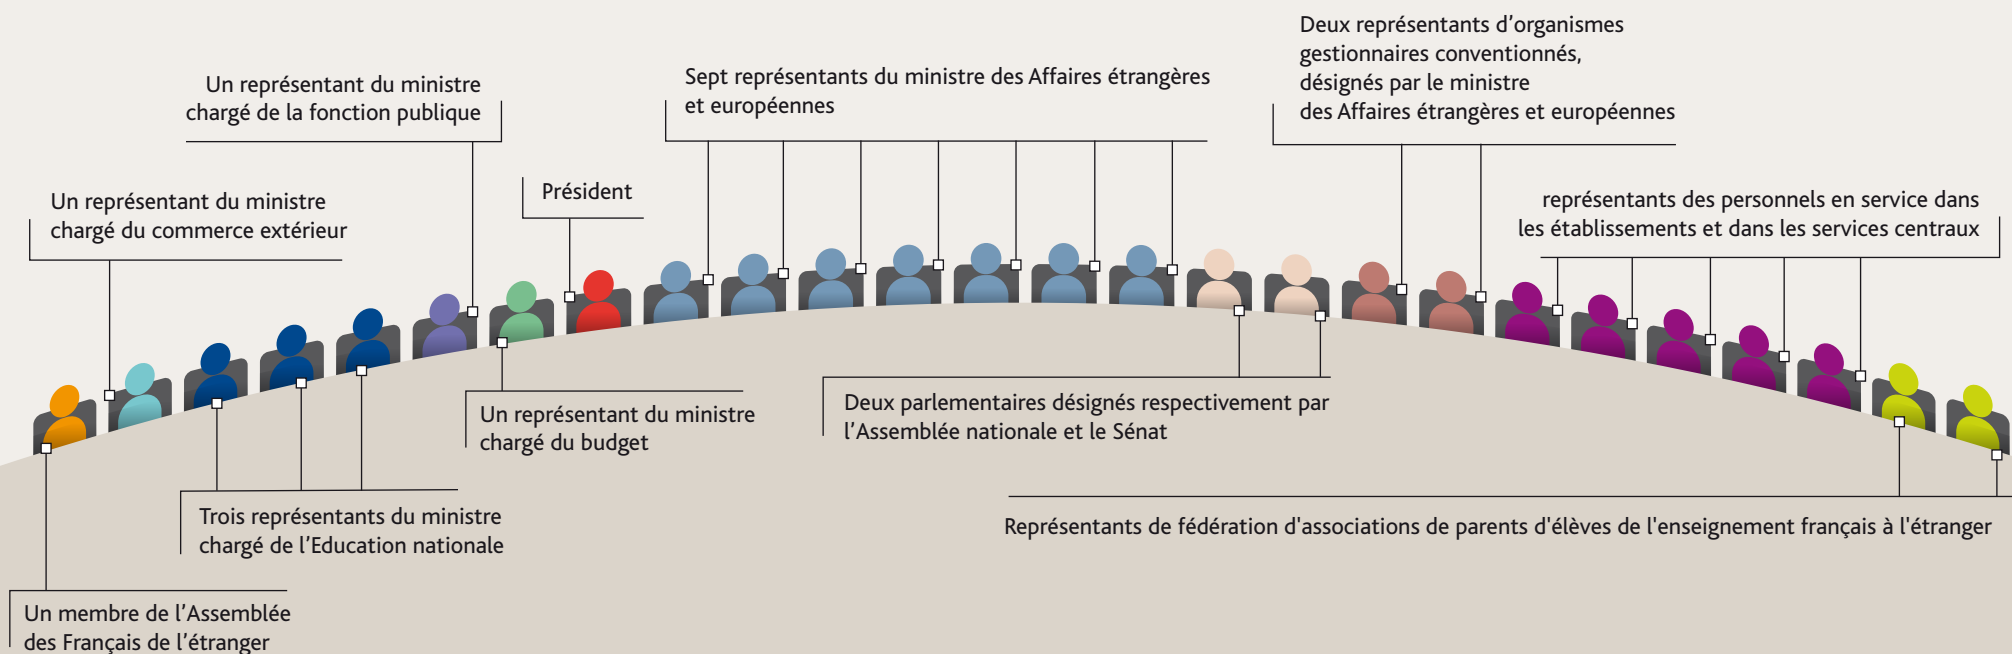 Deux représentants d’organismes
gestionnaires conventionnés,
désignés par le ministre
des Affaires étrangères et européennes
Un représentant du ministre
chargé de la fonction publique
Sept représentants du ministre des Affaires étrangères
et européennes
Président
Un représentant du ministre
chargé du commerce extérieur
représentants des personnels en service dans
les établissements et dans les services centraux
Un représentant du ministre
chargé du budget
Deux parlementaires désignés respectivement par
l’Assemblée nationale et le Sénat
Trois représentants du ministre
chargé de l’Education nationale
Représentants de fédération d'associations de parents d'élèves de l'enseignement français à l'étranger
Un membre de l’Assemblée
des Français de l’étranger